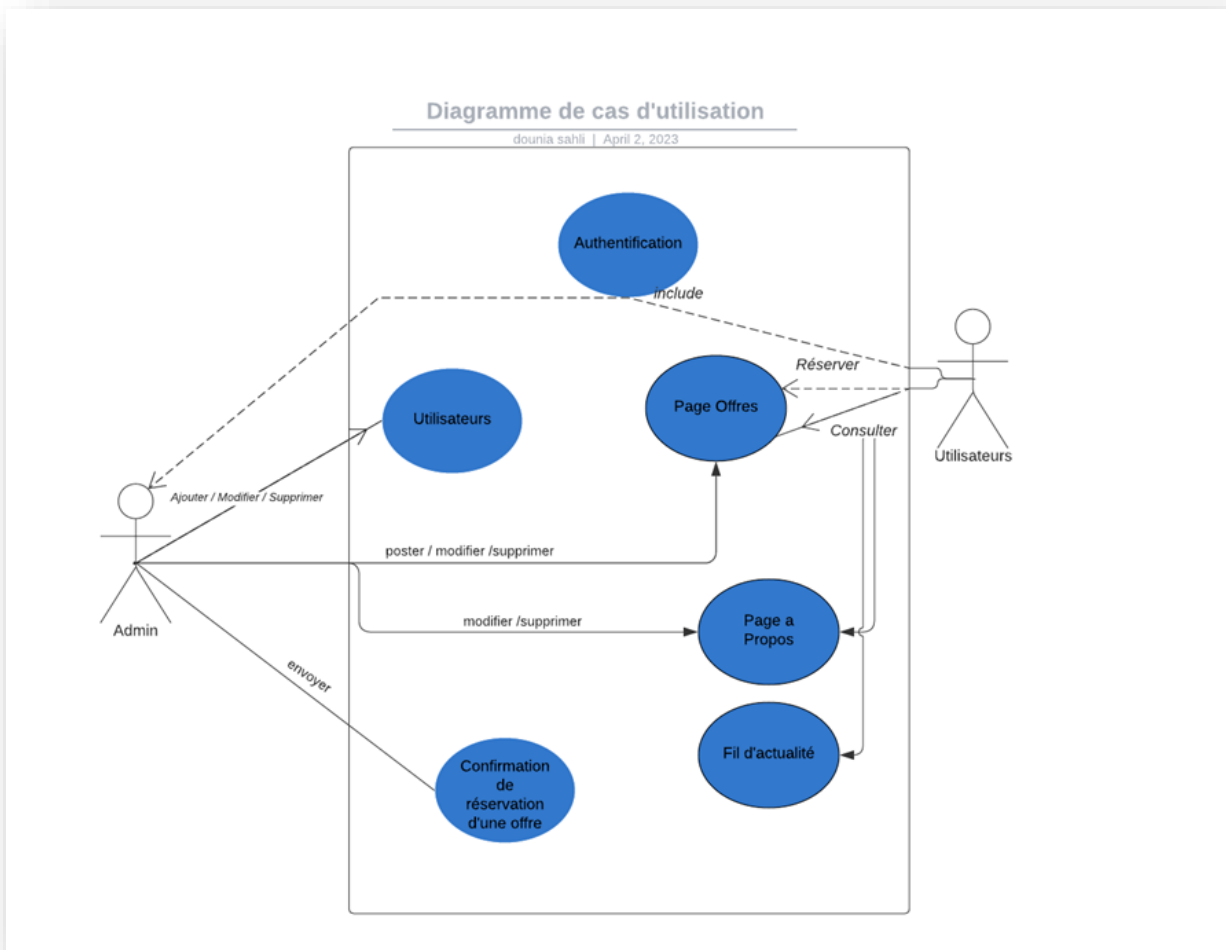 Diagramme de cas d'utilisation
dounia sahli | April 2, 2023
Authentification
include
Réserver
Page Offres
Utilisateurs
Consulter
Utilisateurs
Ajouter / Modifier / Supprimer
poster / modifier /supprimer
modifier /supprimer
Page a
Propos
Admin
envoyer
Fil d'actualité
Confirmation
de
réservation
d'une offre